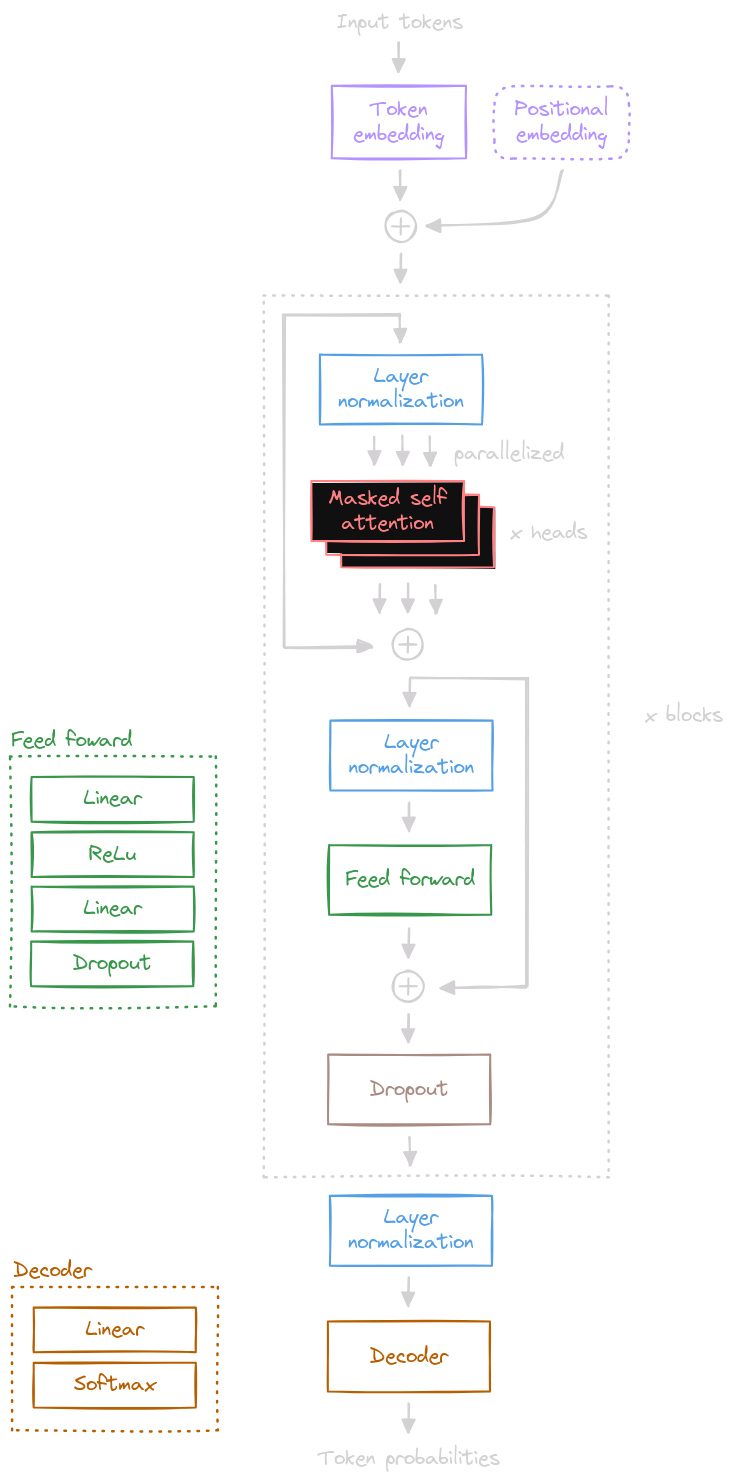 Input tokens
Token
embedding
Positional
embedding
Layer
normalization
parallelized
Masked self
attention
x heads
Layer
normalization
x blocks
Feed foward
Linear
ReLu
Linear
Dropout
Feed forward
Dropout
Layer
normalization
Decoder
Linear
Softmax
Decoder
Token probabilities